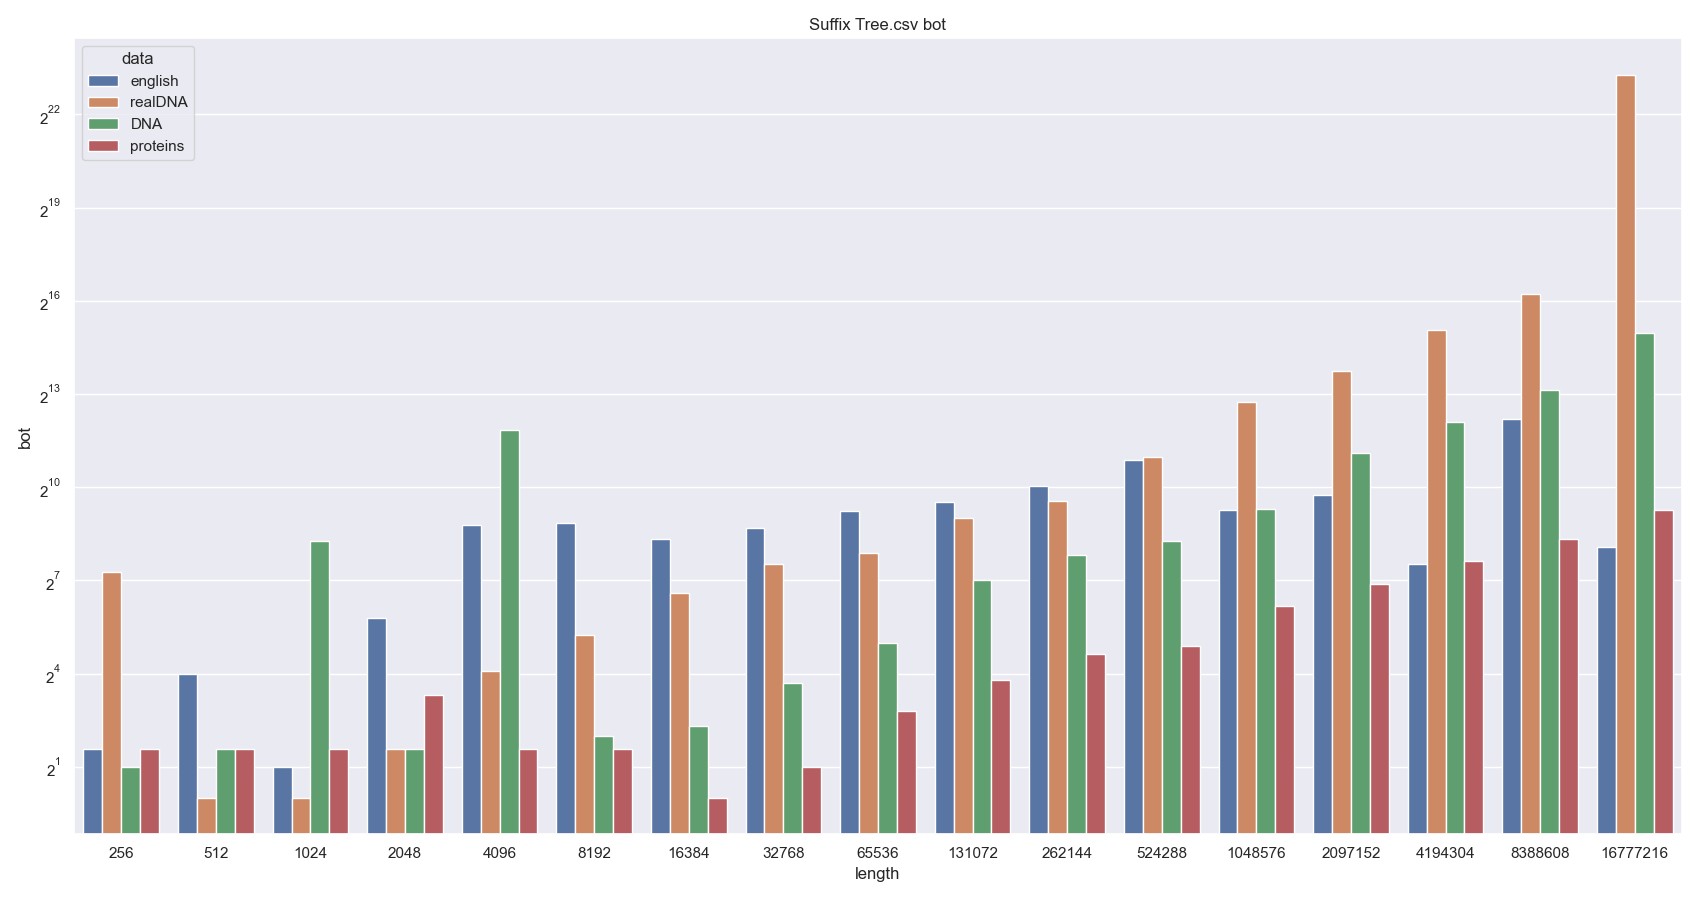 Suffix Tree.csv bot
data
english
realDNA
DNA
proteins
2^22
2^19
2^16
2^13
2^10
2^7
2^4
2^1
bot
256 512 1024 2048 4096 8192 16384 32768 65536 131072 262144 524288 1048576 2097152 4194304 8388608 16777216
length